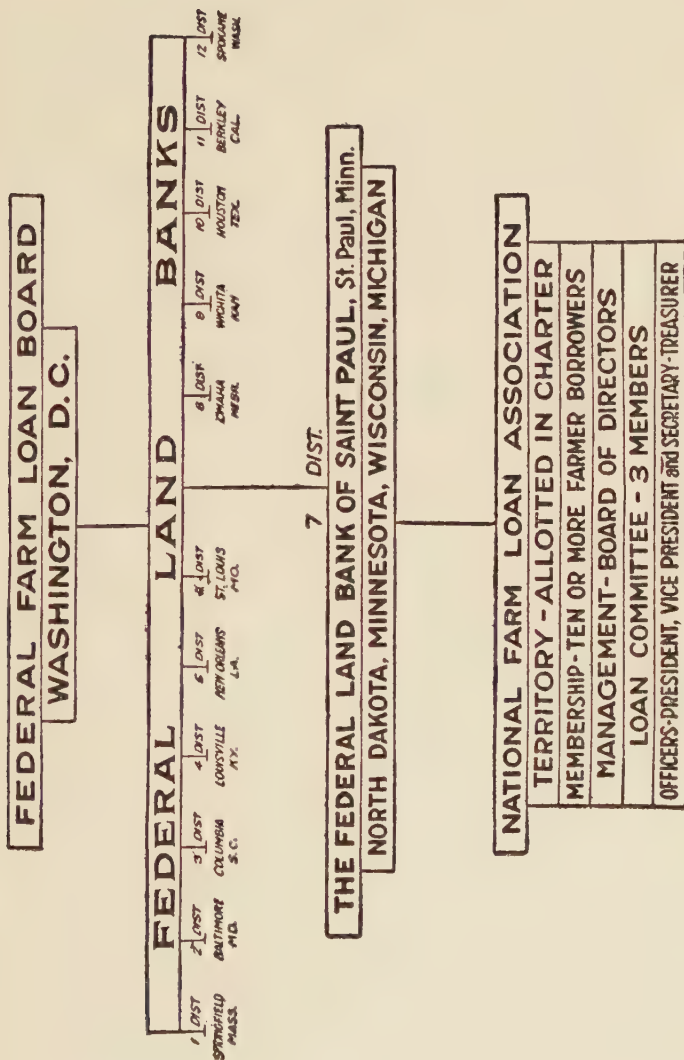 FEDERAL FARM LOAN BOARD
WASHINGTON, D.C.
FEDERAL LAND BANKS
1 DIST
SPRINGFIELD
MASS.
2 DIST
BALTIMORE
MD.
3 DIST
COLUMBIA
S.C.
4 DIST
LOUISVILLE
KY.
5 DIST
NEW ORLEANS
LA.
6 DIST
ST. LOUIS
MO.
8 DIST.
OMAHA
NEBR.
9 DIST
WICHITA
KAN
10 DIST
HOUSTON
TEX.
11 DIST
BERKLEY
CAL.
12 DIST
SPOKANE
WASH.
7 DIST.
THE FEDERAL LAND BANK OF SAINT PAUL, St. Paul, Minn.
NORTH DAKOTA, MINNESOTA, WISCONSIN, MICHIGAN
NATIONAL FARM LOAN ASSOCIATION
TERRITORY-ALLOTTED IN CHARTER
MEMBERSHIP-TEN OR MORE FARMER BORROWERS
MANAGEMENT-BOARD OF DIRECTORS
LOAN COMMITTEE - 3 MEMBERS
OFFICERS-PRESIDENT, VICE PRESIDENT and SECRETARY-TREASURER